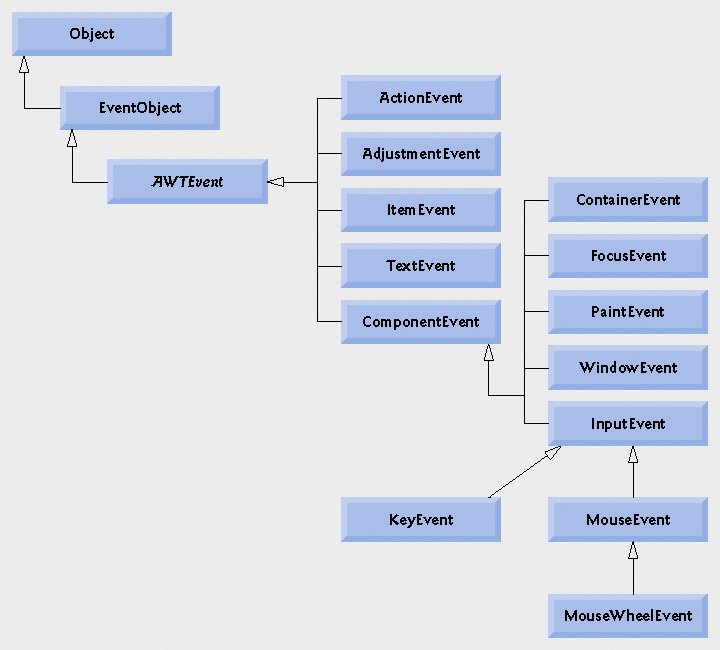 Object
EventObject
AWTEvent
ActionEvent
AdjustmentEvent
ItemEvent
TextEvent
ComponentEvent
ContainerEvent
FocusEvent
PaintEvent
WindowEvent
InputEvent
KeyEvent
MouseEvent
MouseWheelEvent